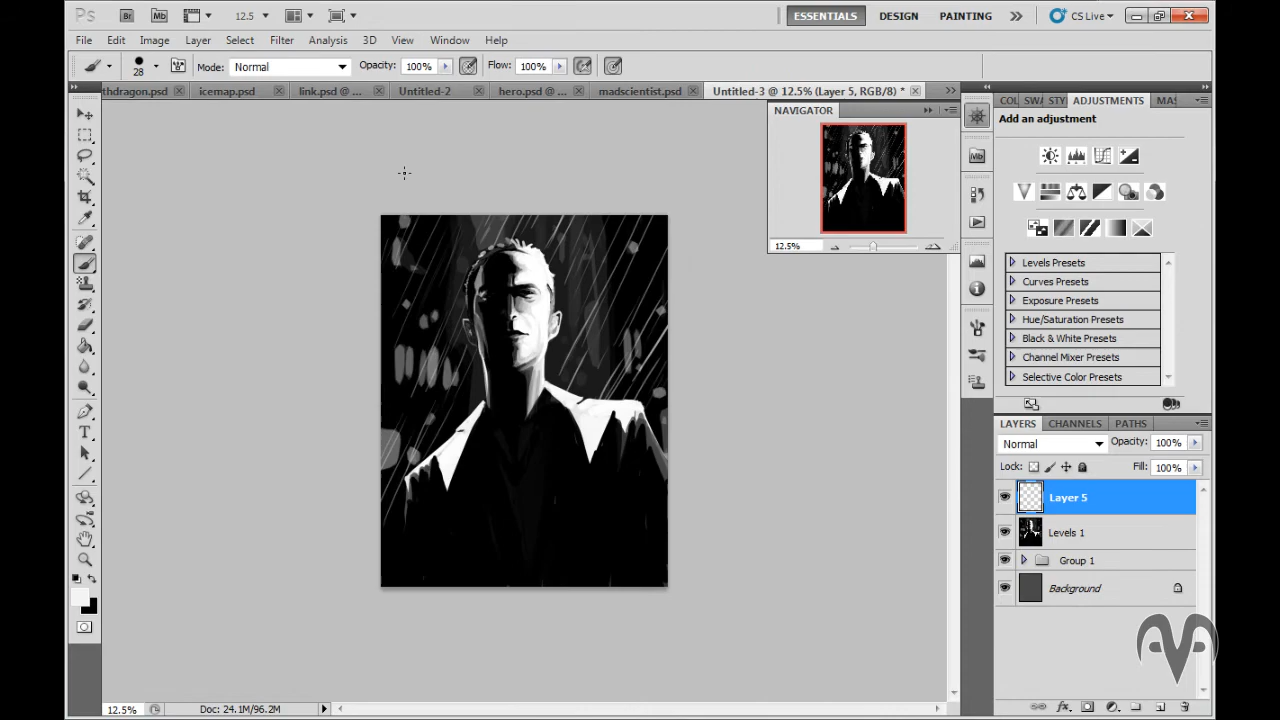 Ps Br Mb 12.5 ESSENTIALS DESIGN PAINTING CS Live
File Edit Image Layer Select Filter Analysis 3D View Window Help
28 Mode: Normal Opacity: 100% Flow: 100%
thdragon.psd icemap.psd link.psd @ ... Untitled-2 hero.psd @ ... madscientist.psd Untitled-3 @ 12.5% (Layer 5, RGB/8) *
NAVIGATOR
12.5%
COL SWA STY ADJUSTMENTS MAS
Add an adjustment
Mb
Levels Presets
Curves Presets
Exposure Presets
Hue/Saturation Presets
Black & White Presets
Channel Mixer Presets
Selective Color Presets
LAYERS CHANNELS PATHS
Normal Opacity: 100%
Lock: Fill: 100%
Layer 5
Levels 1
Group 1
Background
fx
12.5% Doc: 24.1M/96.2M